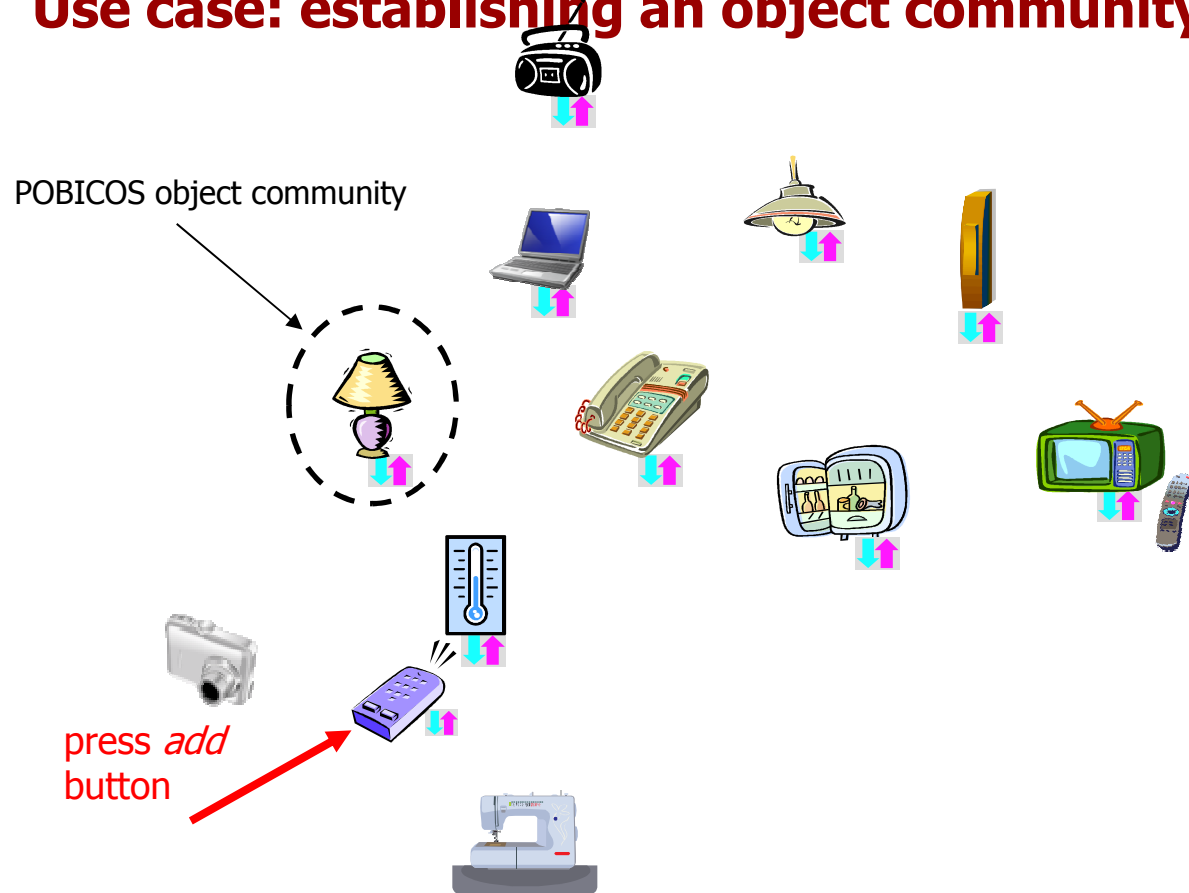 Use case: establishing an object community
POBICOS object community
press add
button